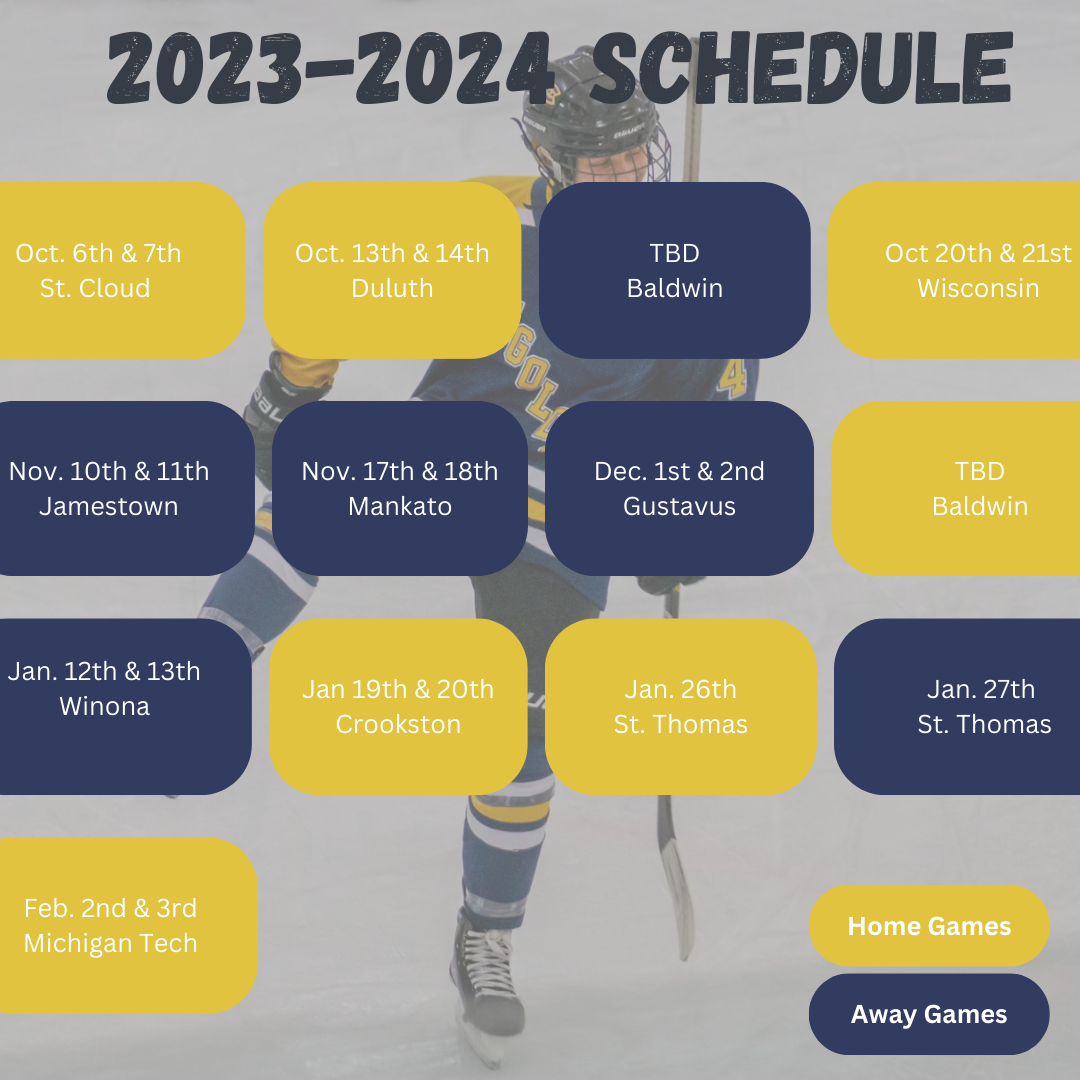 2023-2024 SCHEDULE
Oct. 6th & 7th
St. Cloud
Oct. 13th & 14th
Duluth
TBD
Baldwin
Oct 20th & 21st
Wisconsin
Nov. 10th & 11th
Jamestown
Nov. 17th & 18th
Mankato
Dec. 1st & 2nd
Gustavus
TBD
Baldwin
Jan. 12th & 13th
Winona
Jan 19th & 20th
Crookston
Jan. 26th
St. Thomas
Jan. 27th
St. Thomas
Feb. 2nd & 3rd
Michigan Tech
Home Games
Away Games
BAUER
4